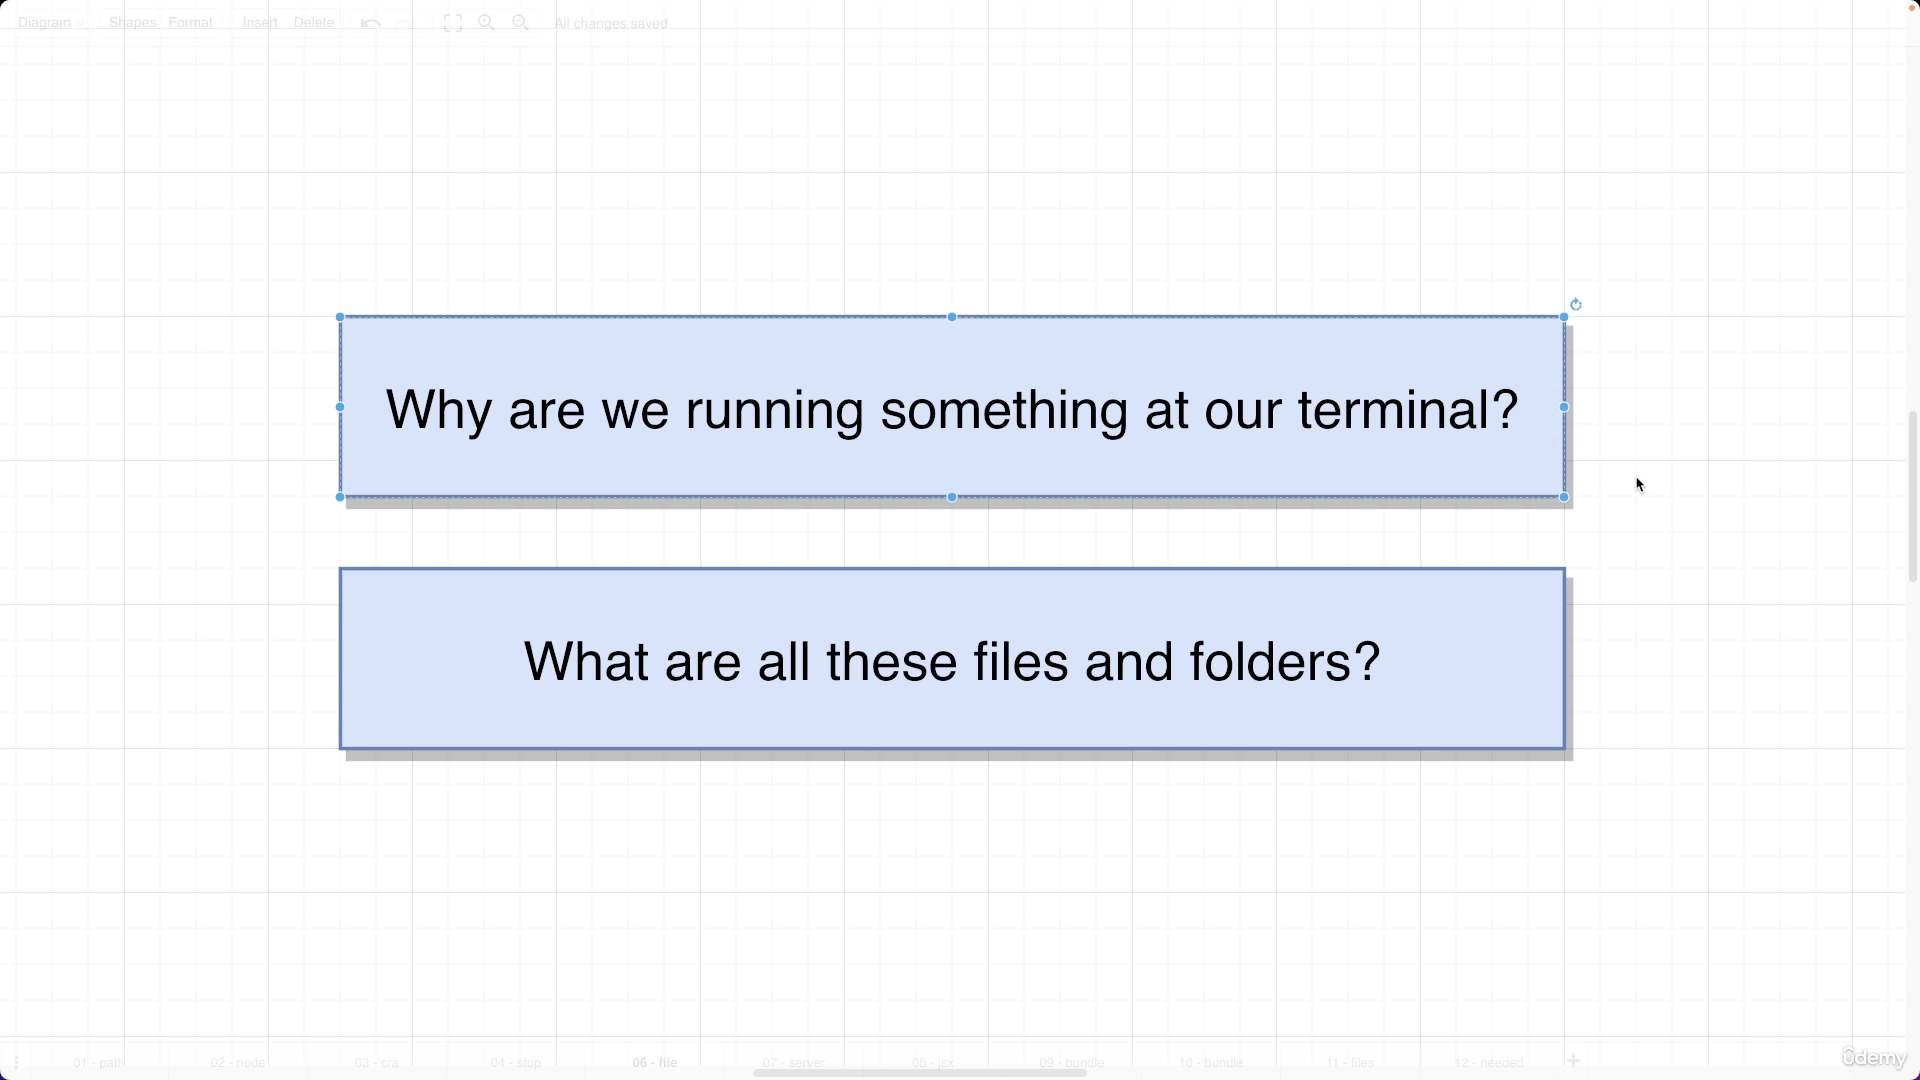 Diagram Shapes Format Insert Delete All changes saved
Why are we running something at our terminal?
What are all these files and folders?
01 - path 02 - node 03 - cra 04 - stop 06 - file 07 - server 08 - jsx 09 - bundle 10 - bundle 11 - files 12 - needed
ûdemy